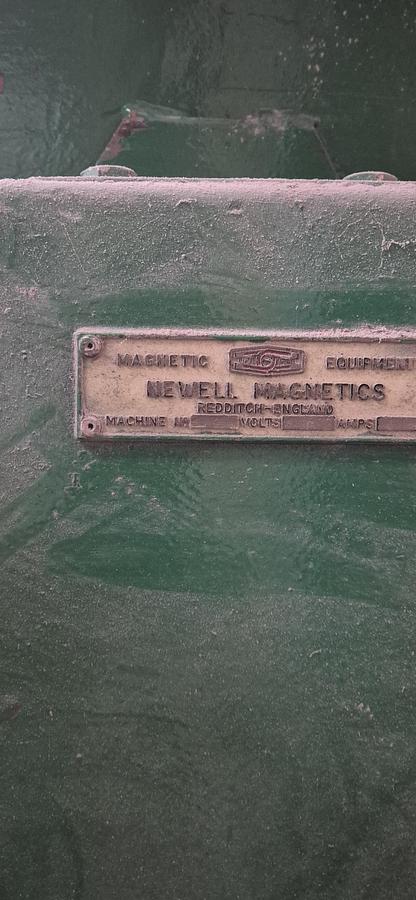 MAGNETIC EQUIPMENT
NEWELL MAGNETICS
REDDITCH-ENGLAND
MACHINE Nº VOLTS AMPS